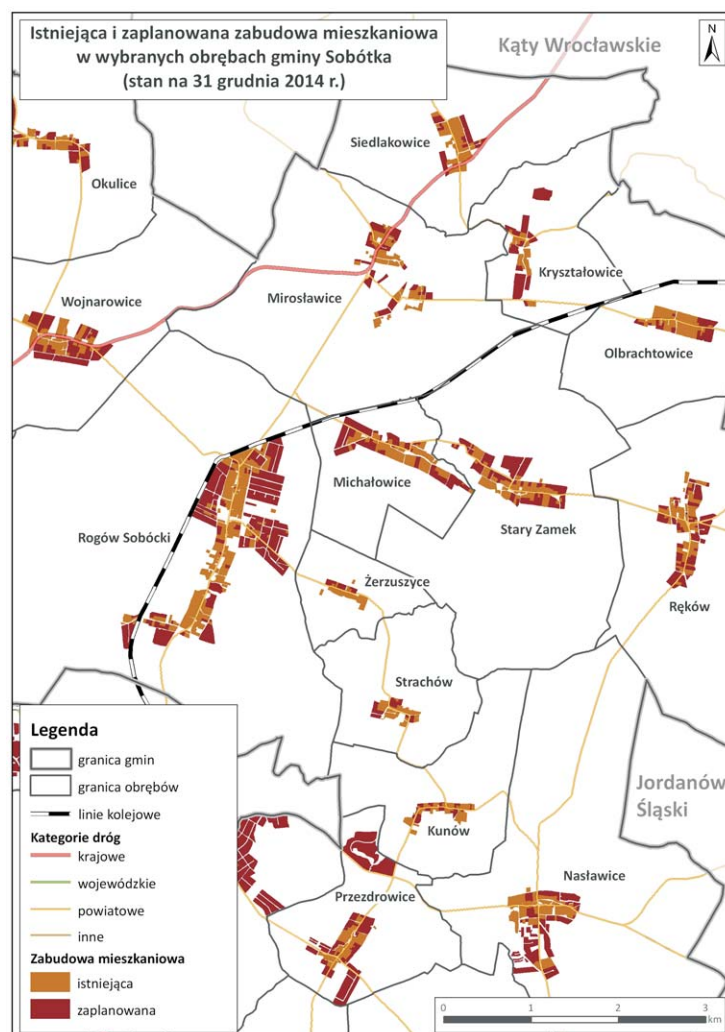 Istniejąca i zaplanowana zabudowa mieszkaniowa
w wybranych obrębach gminy Sobótka
(stan na 31 grudnia 2014 r.)
Kąty Wrocławskie
N
Siedlakowice
Okulice
Kryształowice
Wojnarowice
Mirosławice
Olbrachtowice
Michałowice
Stary Zamek
Rogów Sobócki
Żerzuszyce
Ręków
Strachów
Jordanów
Śląski
Kunów
Nasławice
Przezdrowice
Legenda
granica gmin
granica obrębów
linie kolejowe
Kategorie dróg
krajowe
wojewódzkie
powiatowe
inne
Zabudowa mieszkaniowa
istniejąca
zaplanowana
0 1 2 3
km